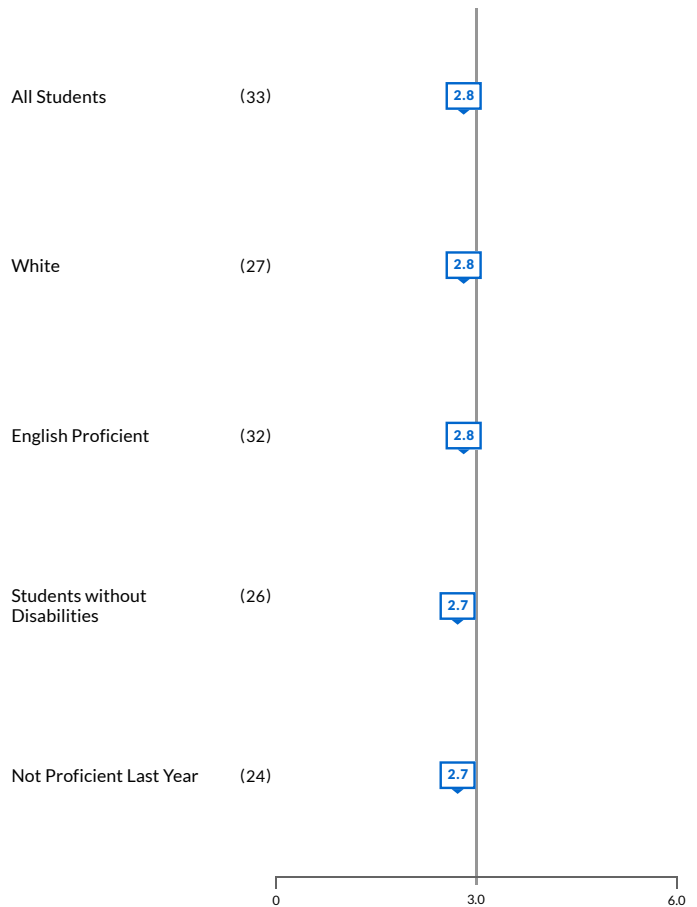 All Students (33) 2.8
White (27) 2.8
English Proficient (32) 2.8
Students without (26) 2.7
Disabilities
Not Proficient Last Year (24) 2.7
0 3.0 6.0